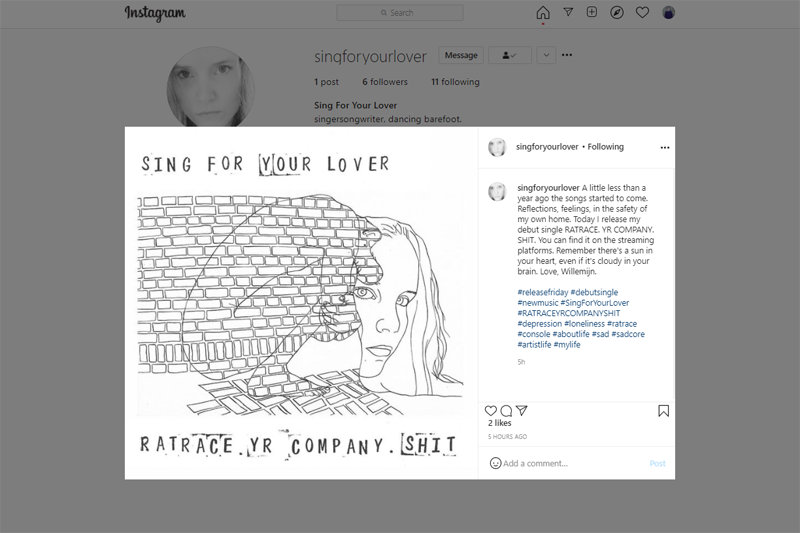 Instagram
Search
singforyourlover
Message
1 post 6 followers 11 following
Sing For Your Lover
singersongwriter. dancing barefoot.
SING FOR YOUR LOVER
RATRACE.YR COMPANY.SHIT
singforyourlover • Following
singforyourlover A little less than a
year ago the songs started to come.
Reflections, feelings, in the safety of
my own home. Today I release my
debut single RATRACE. YR COMPANY.
SHIT. You can find it on the streaming
platforms. Remember there's a sun in
your heart, even if it's cloudy in your
brain. Love, Willemijn.
#releasefriday #debutsingle
#newmusic #SingForYourLover
#RATRACEYRCOMPANYSHIT
#depression #loneliness #ratrace
#console #aboutlife #sad #sadcore
#artistlife #mylife
5h
2 likes
5 HOURS AGO
Add a comment...
Post